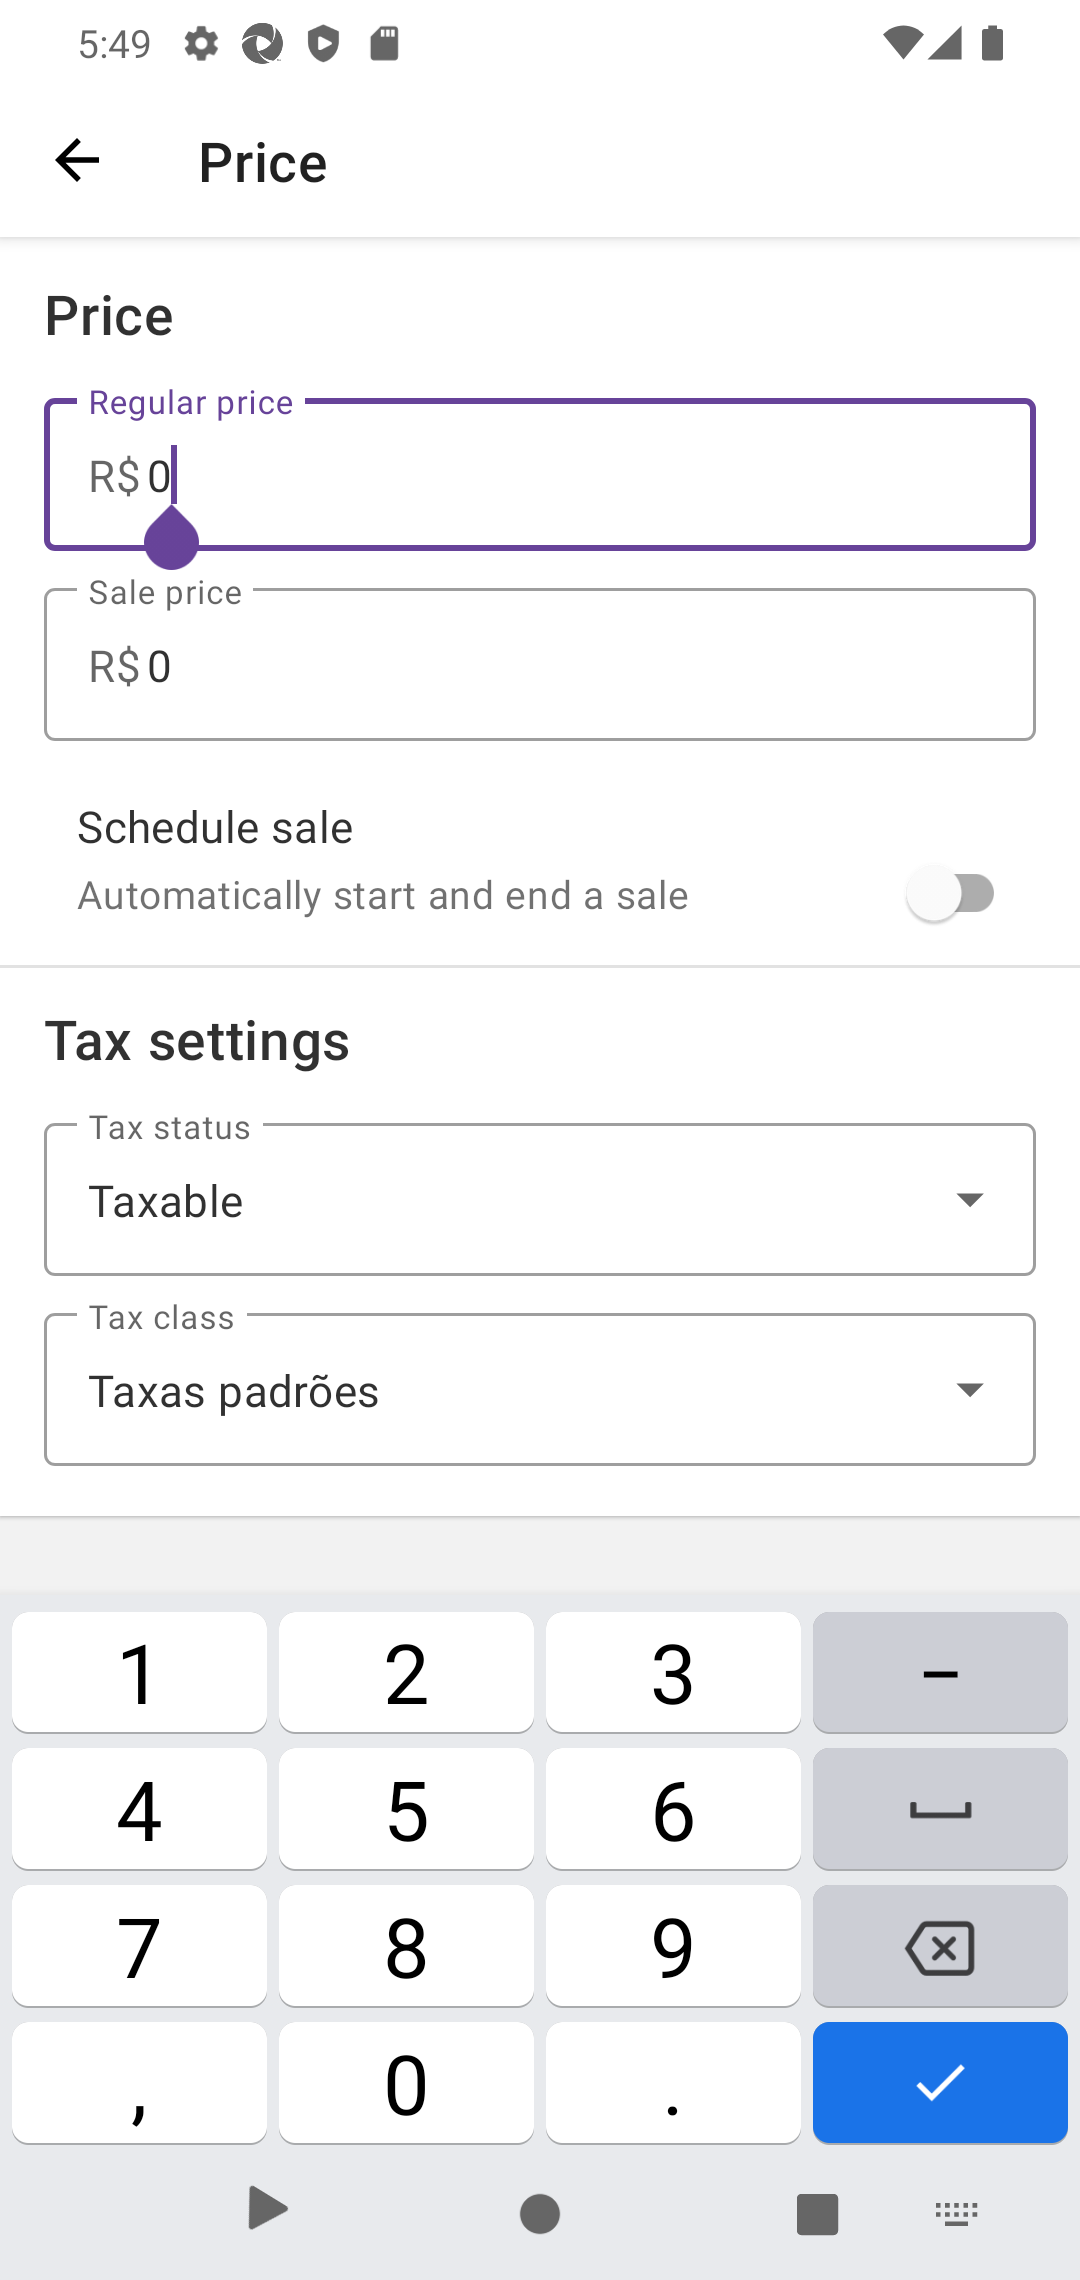 5:49
Price
Price
Regular price
R$ 0
Sale price
R$ 0
Schedule sale
Automatically start and end a sale
Tax settings
Tax status
Taxable
Tax class
Taxas padrões
1 2 3 –
4 5 6
7 8 9
, 0 .